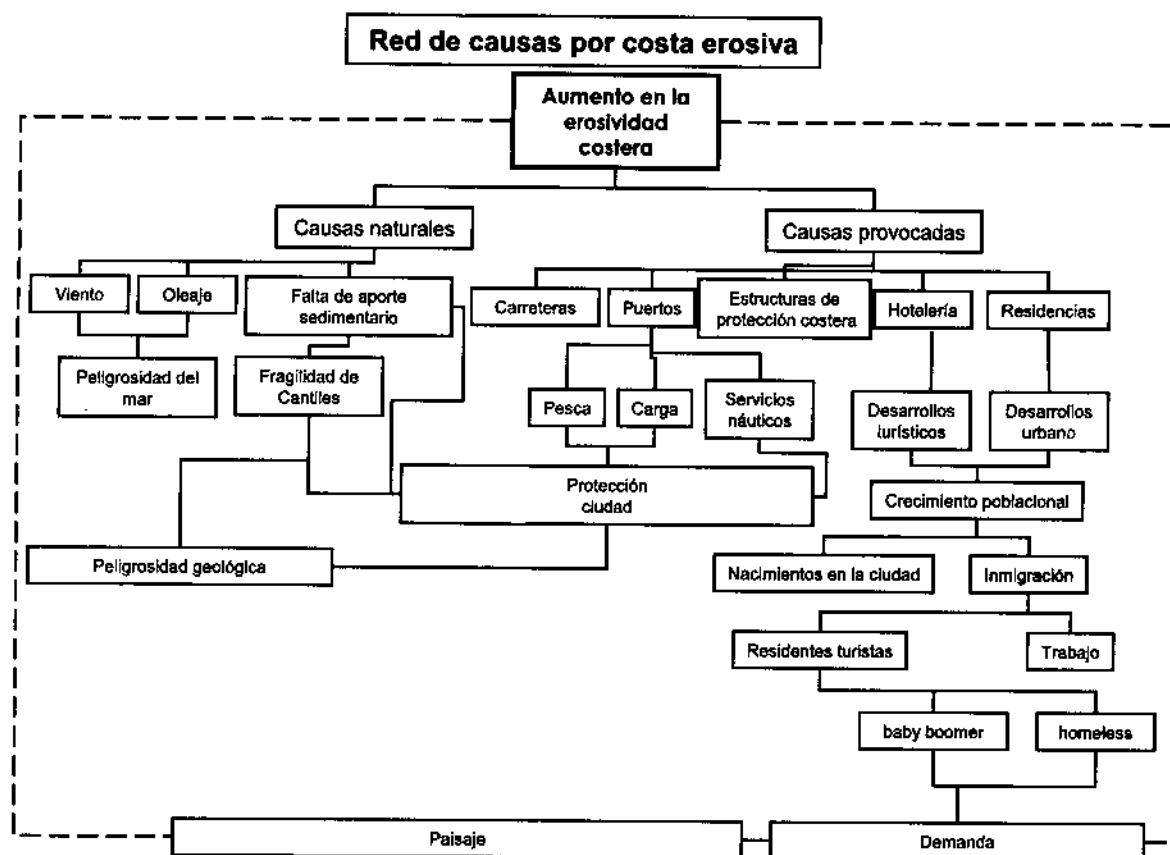 Red de causas por costa erosiva
Aumento en la
erosividad
costera
Causas naturales
Causas provocadas
Viento
Oleaje
Falta de aporte
sedimentario
Carreteras
Puertos
Estructuras de
protección costera
Hotelería
Residencias
Peligrosidad del
mar
Fragilidad de
Cantiles
Pesca
Carga
Servicios
náuticos
Desarrollos
turísticos
Desarrollos
urbano
Protección
ciudad
Crecimiento poblacional
Peligrosidad geológica
Nacimientos en la ciudad
Inmigración
Residentes turistas
Trabajo
baby boomer
homeless
Paisaje
Demanda